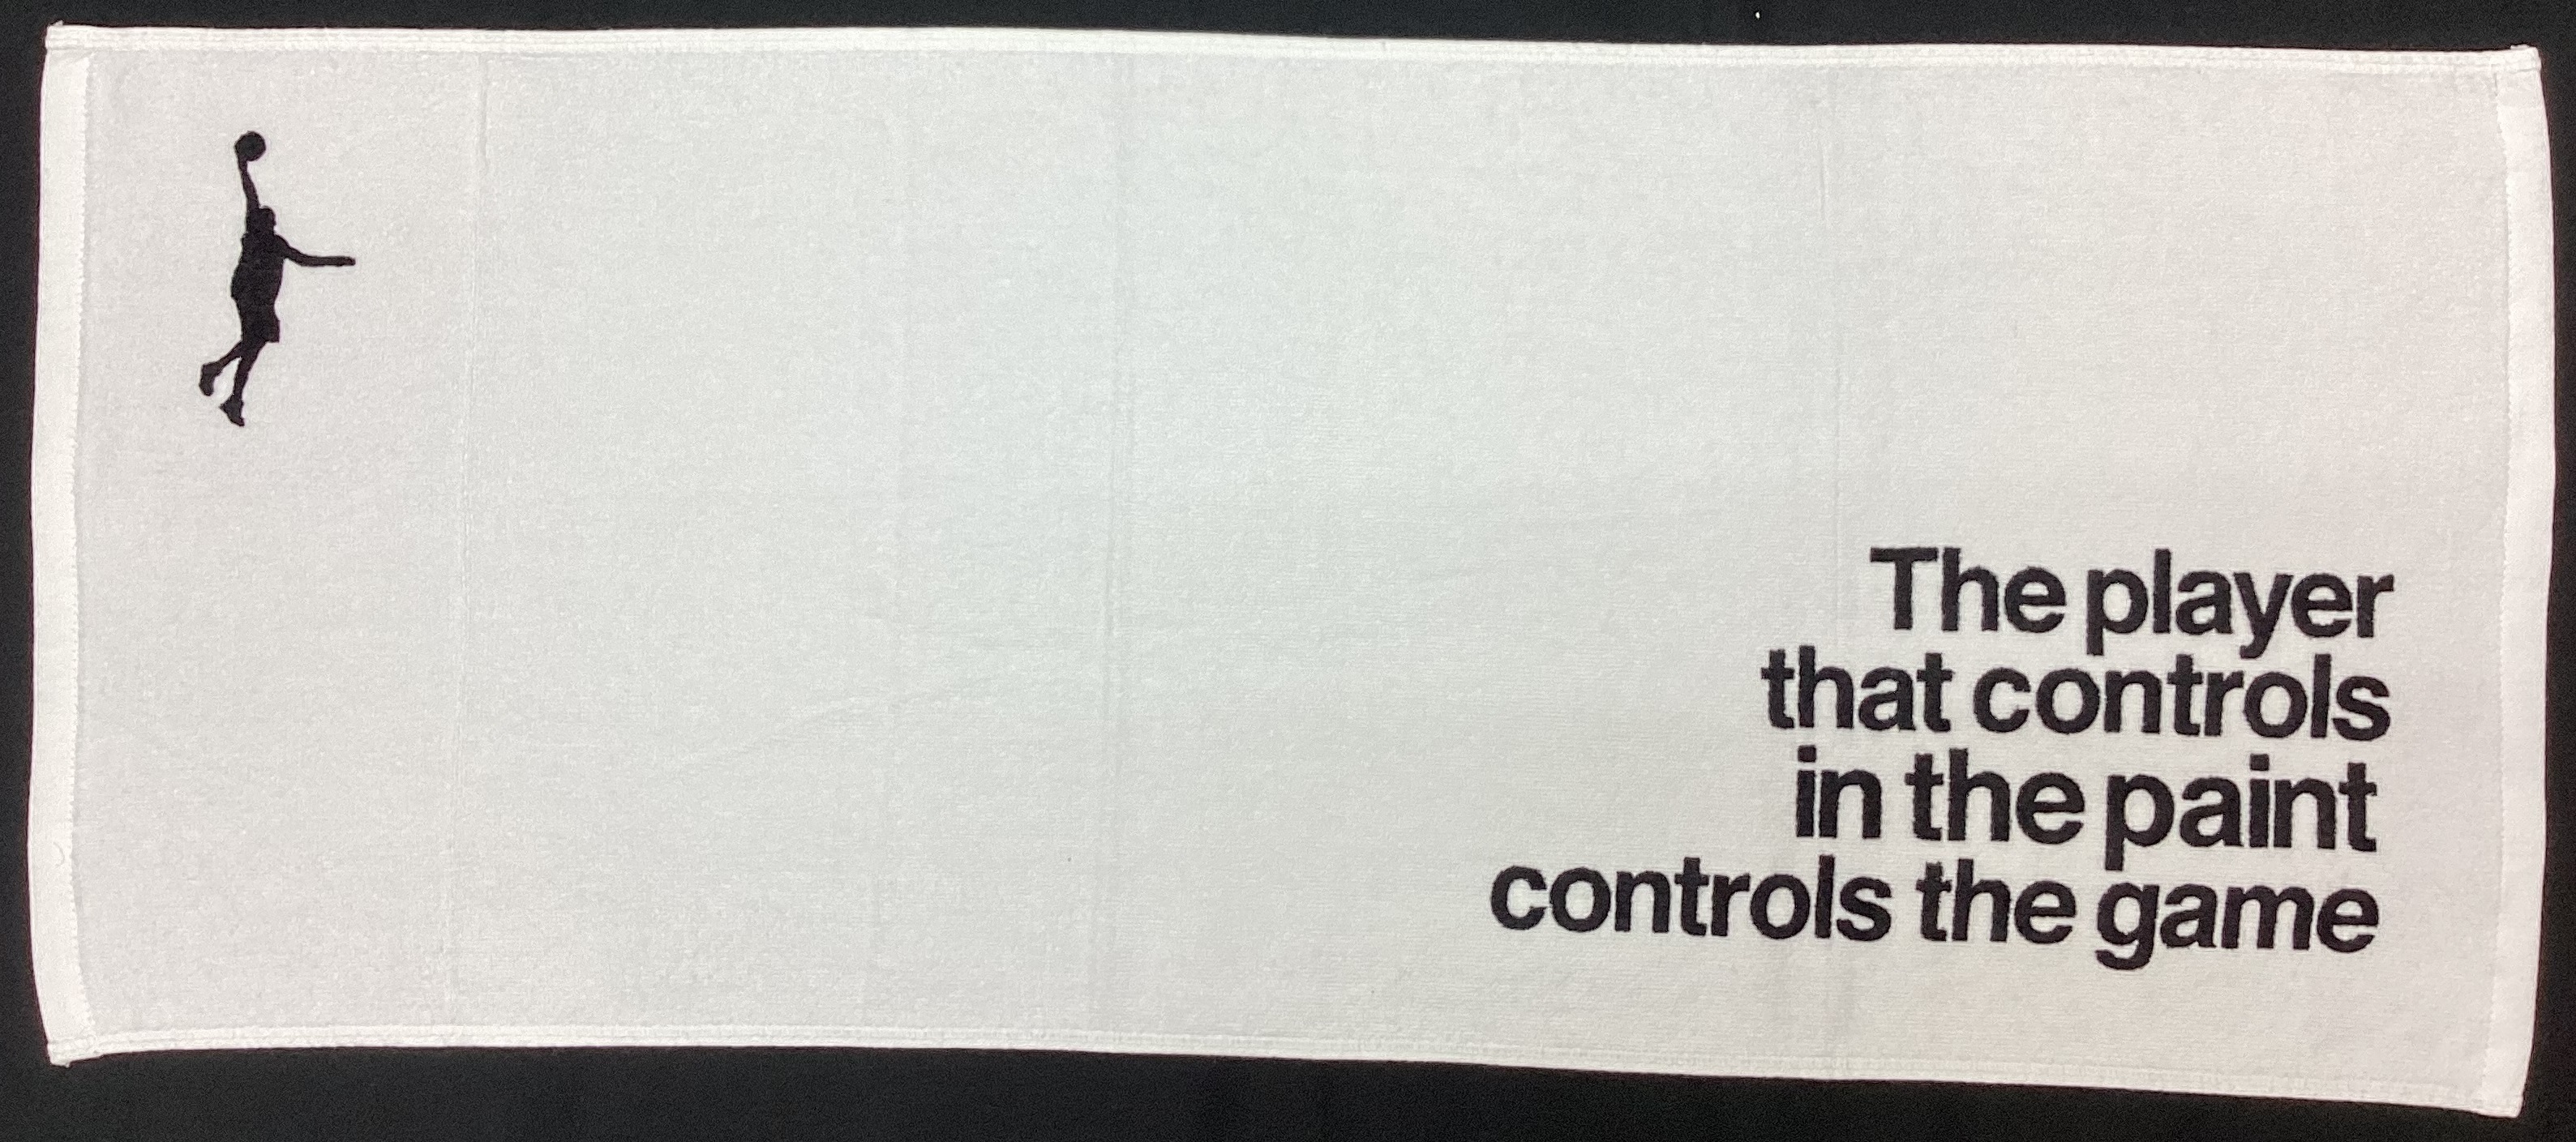 The player
that controls
in the paint
controls the game